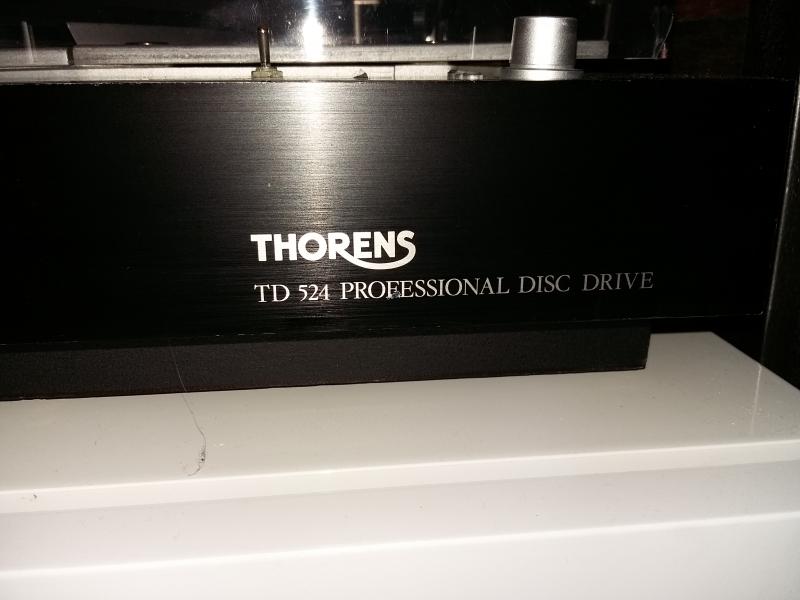 THORENS
TD 524 PROFESSIONAL DISC DRIVE